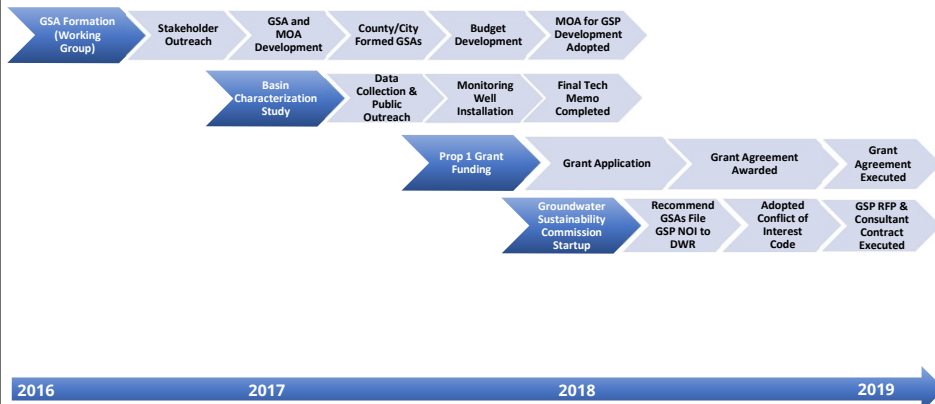 GSA Formation
(Working
Group)
Stakeholder
Outreach
GSA and
MOA
Development
County/City
Formed GSAs
Budget
Development
MOA for GSP
Development
Adopted
Basin
Characterization
Study
Data
Collection &
Public
Outreach
Monitoring
Well
Installation
Final Tech
Memo
Completed
Prop 1 Grant
Funding
Grant Application
Grant Agreement
Awarded
Grant
Agreement
Executed
Groundwater
Sustainability
Commission
Startup
Recommend
GSAs File
GSP NOI to
DWR
Adopted
Conflict of
Interest
Code
GSP RFP &
Consultant
Contract
Executed
2016
2017
2018
2019